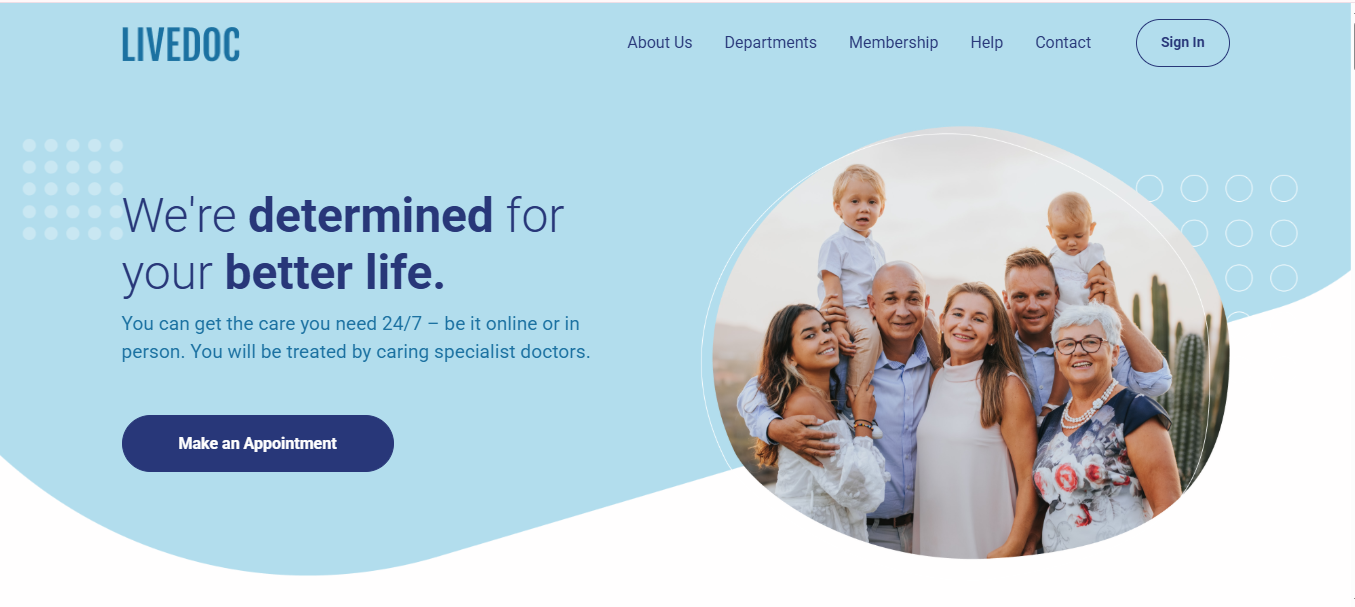 LIVEDOC
About Us
Departments
Membership
Help
Contact
Sign In
We're determined for
your better life.
You can get the care you need 24/7 – be it online or in
person. You will be treated by caring specialist doctors.
Make an Appointment